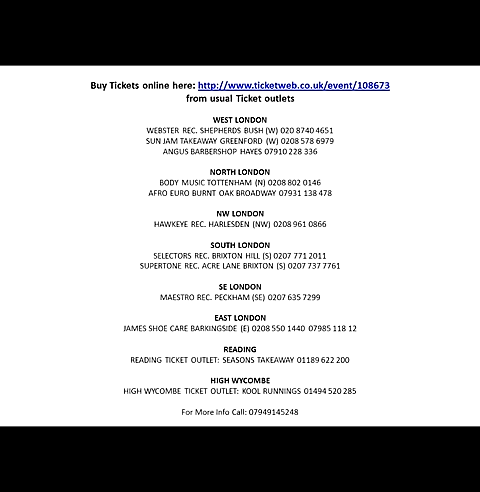 Buy Tickets online here: http://www.ticketweb.co.uk/event/108673
from usual Ticket outlets
WEST LONDON
WEBSTER REC. SHEPHERDS BUSH (W) 020 8740 4651
SUN JAM TAKEAWAY GREENFORD (W) 0208 578 6979
ANGUS BARBERSHOP HAYES 07910 228 336
NORTH LONDON
BODY MUSIC TOTTENHAM (N) 0208 802 0146
AFRO EURO BURNT OAK BROADWAY 07931 138 478
NW LONDON
HAWKEYE REC. HARLESDEN (NW) 0208 961 0866
SOUTH LONDON
SELECTORS REC. BRIXTON HILL (S) 0207 771 2011
SUPERTONE REC. ACRE LANE BRIXTON (S) 0207 737 7761
SE LONDON
MAESTRO REC. PECKHAM (SE) 0207 635 7299
EAST LONDON
JAMES SHOE CARE BARKINGSIDE (E) 0208 550 1440 07985 118 12
READING
READING TICKET OUTLET: SEASONS TAKEAWAY 01189 622 200
HIGH WYCOMBE
HIGH WYCOMBE TICKET OUTLET: KOOL RUNNINGS 01494 520 285
For More Info Call: 07949145248